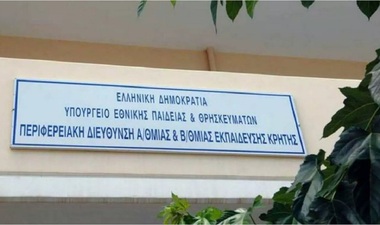 ΕΛΛΗΝΙΚΗ ΔΗΜΟΚΡΑΤΙΑ
ΥΠΟΥΡΓΕΙΟ ΕΘΝΙΚΗΣ ΠΑΙΔΕΙΑΣ & ΘΡΗΣΚΕΥΜΑΤΩΝ
ΠΕΡΙΦΕΡΕΙΑΚΗ ΔΙΕΥΘΥΝΣΗ Α/ΘΜΙΑΣ & Β/ΘΜΙΑΣ ΕΚΠΑΙΔΕΥΣΗΣ ΚΡΗΤΗΣ